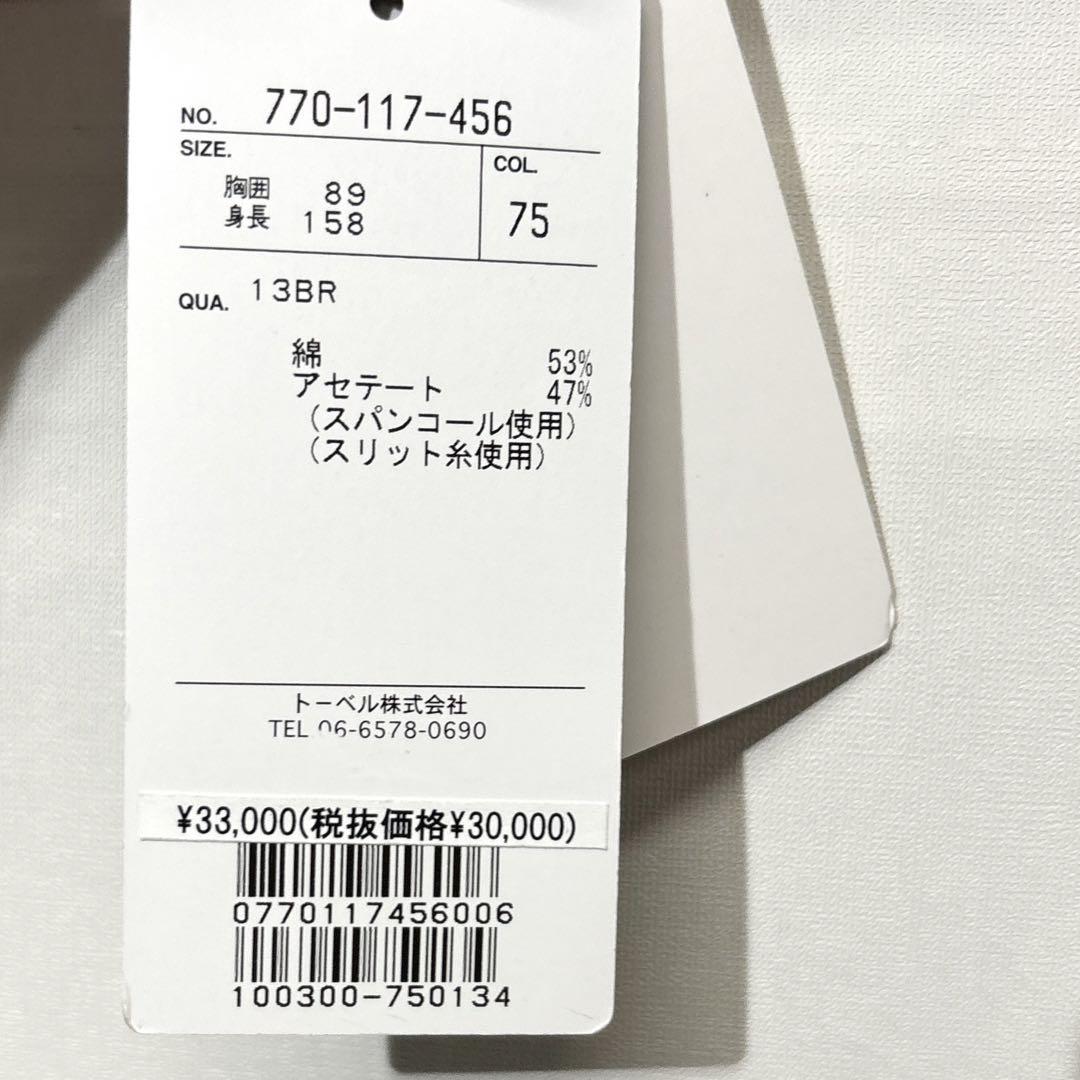 NO. 770-117-456
SIZE.
COL.
胸囲 89
身長 158
75
QUA. 13BR
綿 53%
アセテート 47%
(スパンコール使用)
(スリット糸使用)
トーベル株式会社
TEL 06-6578-0690
¥33,000(税抜価格¥30,000)
0770117456006
100300-750134